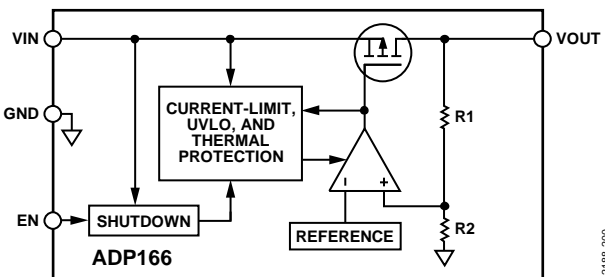 VIN
VOUT
GND
CURRENT-LIMIT,
UVLO, AND
THERMAL
PROTECTION
R1
EN
SHUTDOWN
REFERENCE
R2
ADP166